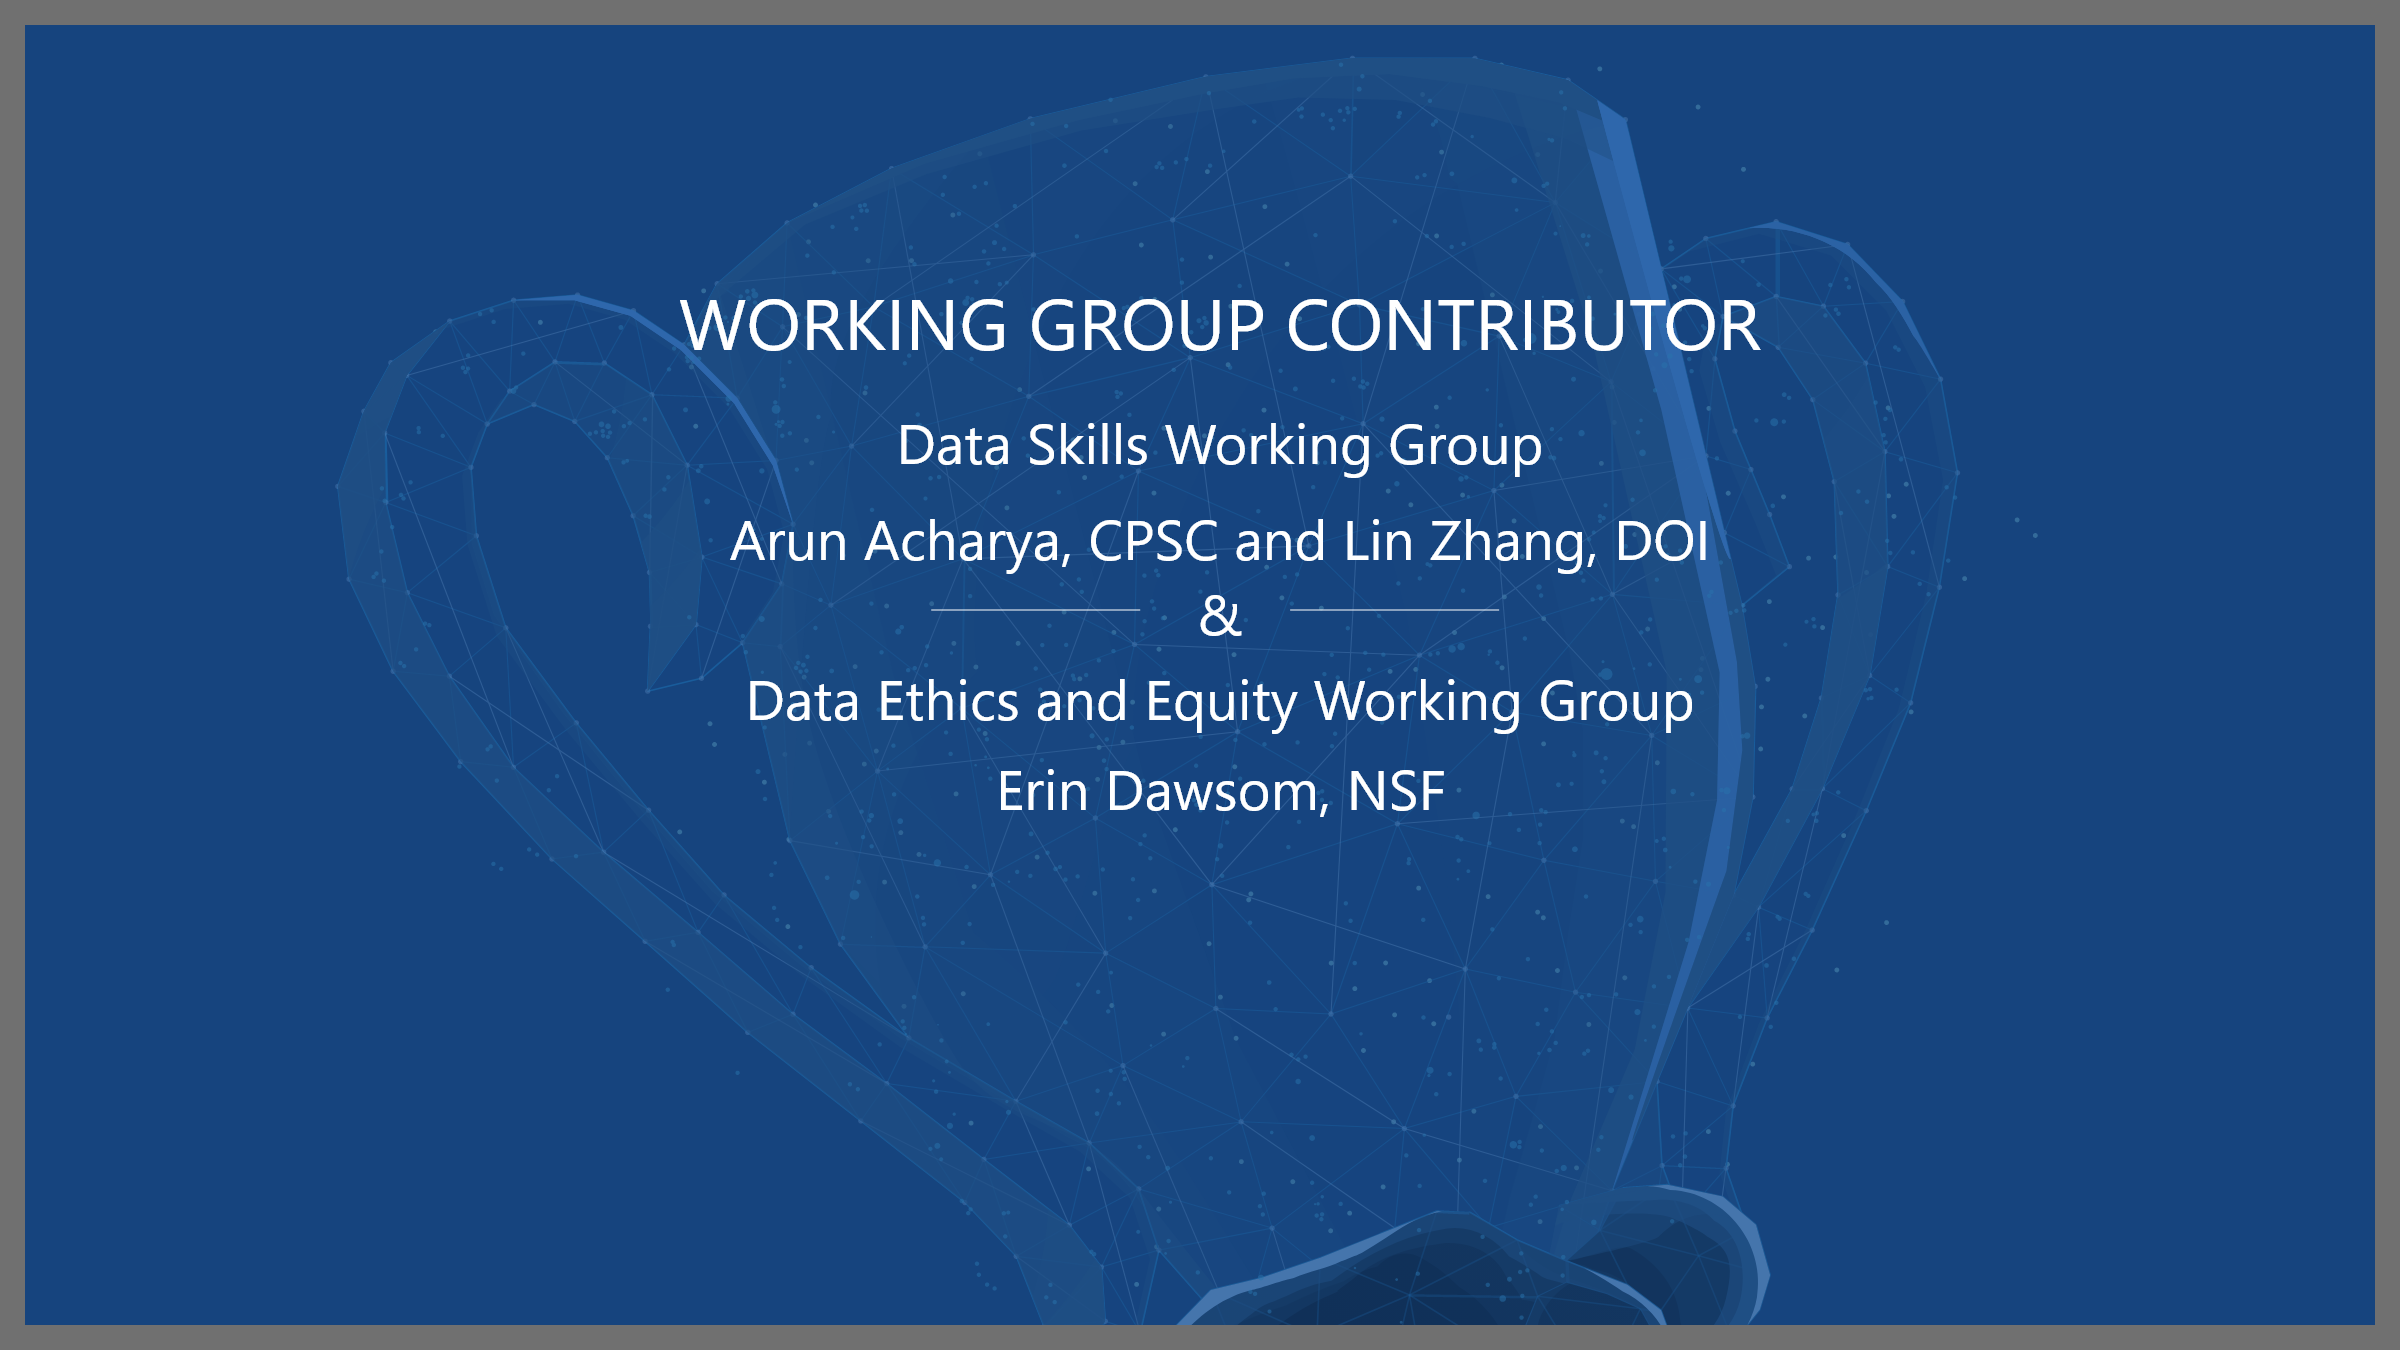 WORKING GROUP CONTRIBUTOR
Data Skills Working Group
Arun Acharya, CPSC and Lin Zhang, DOI
&
Data Ethics and Equity Working Group
Erin Dawsom, NSF